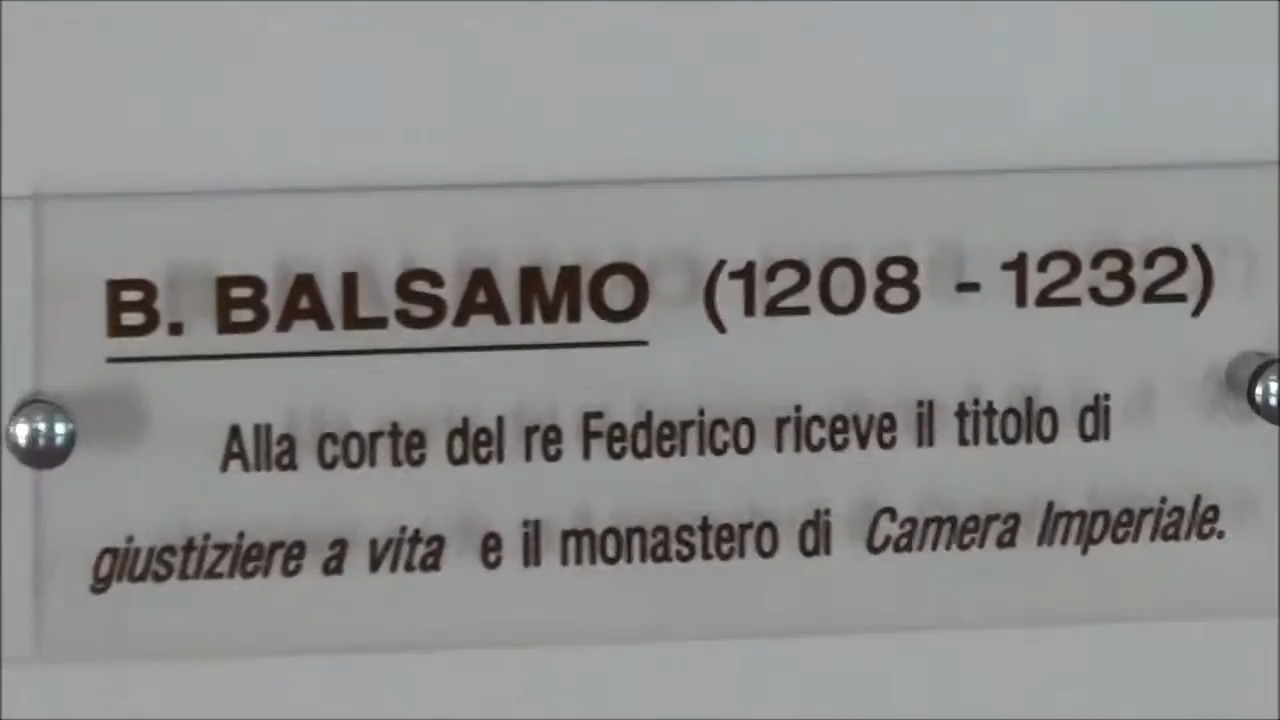 B. BALSAMO (1208 - 1232)
Alla corte del re Federico riceve il titolo di
giustiziere a vita e il monastero di Camera Imperiale.